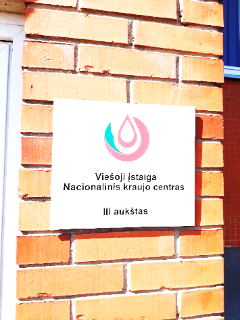 Viešoji įstaiga
Nacionalinis kraujo centras
III aukštas